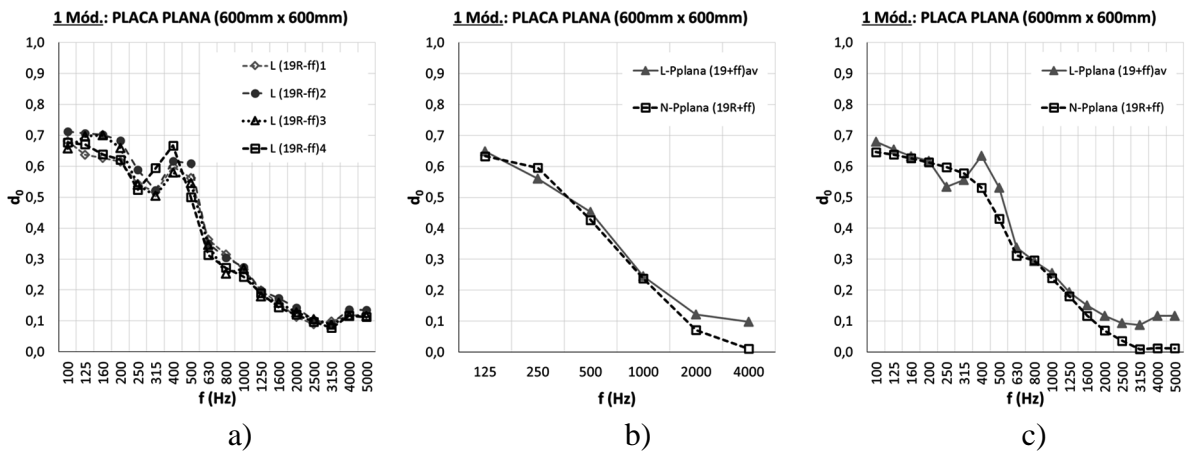 1 Mód.: PLACA PLANA (600mm x 600mm)
1,0
0,9
0,8
0,7
0,6
0,5
0,4
0,3
0,2
0,1
0,0
d0
L (19R-ff)1
L (19R-ff)2
L (19R-ff)3
L (19R-ff)4
100 125 160 200 250 315 400 500 630 800 1000 1250 1600 2000 2500 3150 4000 5000
f (Hz)
a)
1 Mód.: PLACA PLANA (600mm x 600mm)
1,0
0,9
0,8
0,7
0,6
0,5
0,4
0,3
0,2
0,1
0,0
d0
L-Pplana (19+ff)av
N-Pplana (19R+ff)
125 250 500 1000 2000 4000
f (Hz)
b)
1 Mód.: PLACA PLANA (600mm x 600mm)
1,0
0,9
0,8
0,7
0,6
0,5
0,4
0,3
0,2
0,1
0,0
d0
L-Pplana (19+ff)av
N-Pplana (19R+ff)
100 125 160 200 250 315 400 500 630 800 1000 1250 1600 2000 2500 3150 4000 5000
f (Hz)
c)